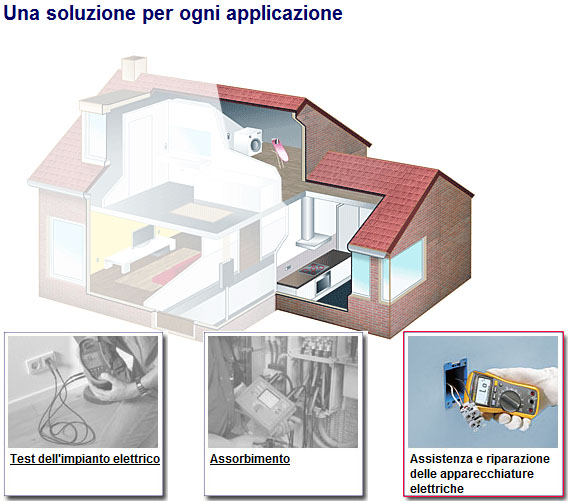 Una soluzione per ogni applicazione
Test dell'impianto elettrico
Assorbimento
Assistenza e riparazione
delle apparecchiature
elettriche